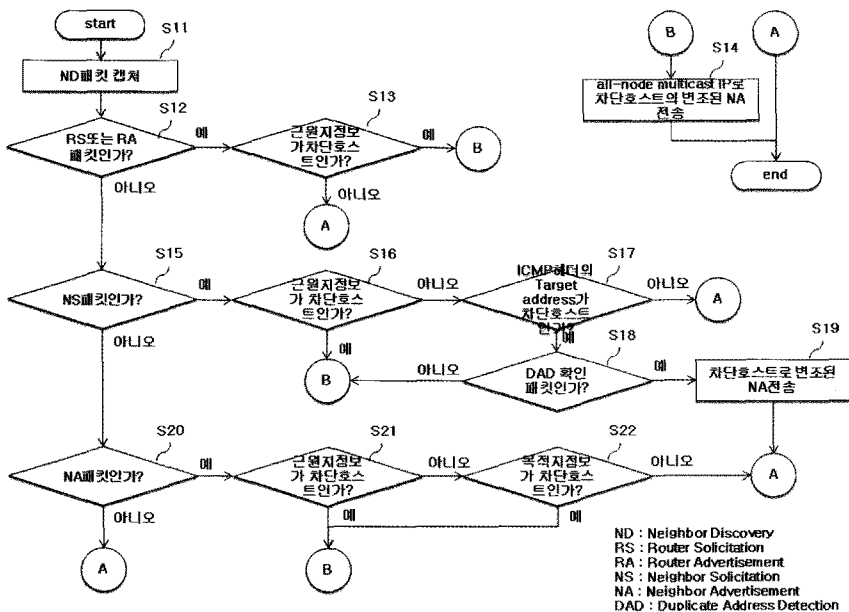 start
S11
ND패킷 캡쳐
S12
RS또는 RA
패킷인가?
예
아니오
S13
근원지정보
가차단호스
트인가?
예
아니오
B
A
B
A
S14
all-node multicast IP로
차단호스트의 변조된 NA
전송
end
S15
NS패킷인가?
예
아니오
S16
근원지정보
가 차단호스
트인가?
아니오
예
S17
ICMP헤더의
Target
address가
차단호스트
인가?
아니오
예
A
S18
DAD 확인
패킷인가?
아니오
예
B
S19
차단호스트로 변조된
NA전송
S20
NA패킷인가?
예
아니오
S21
근원지정보
가 차단호스
트인가?
아니오
예
S22
목적지정보
가 차단호스
트인가?
아니오
예
A
A
B
ND : Neighbor Discovery
RS : Router Solicitation
RA : Router Advertisement
NS : Neighbor Solicitation
NA : Neighbor Advertisement
DAD : Duplicate Address Detection